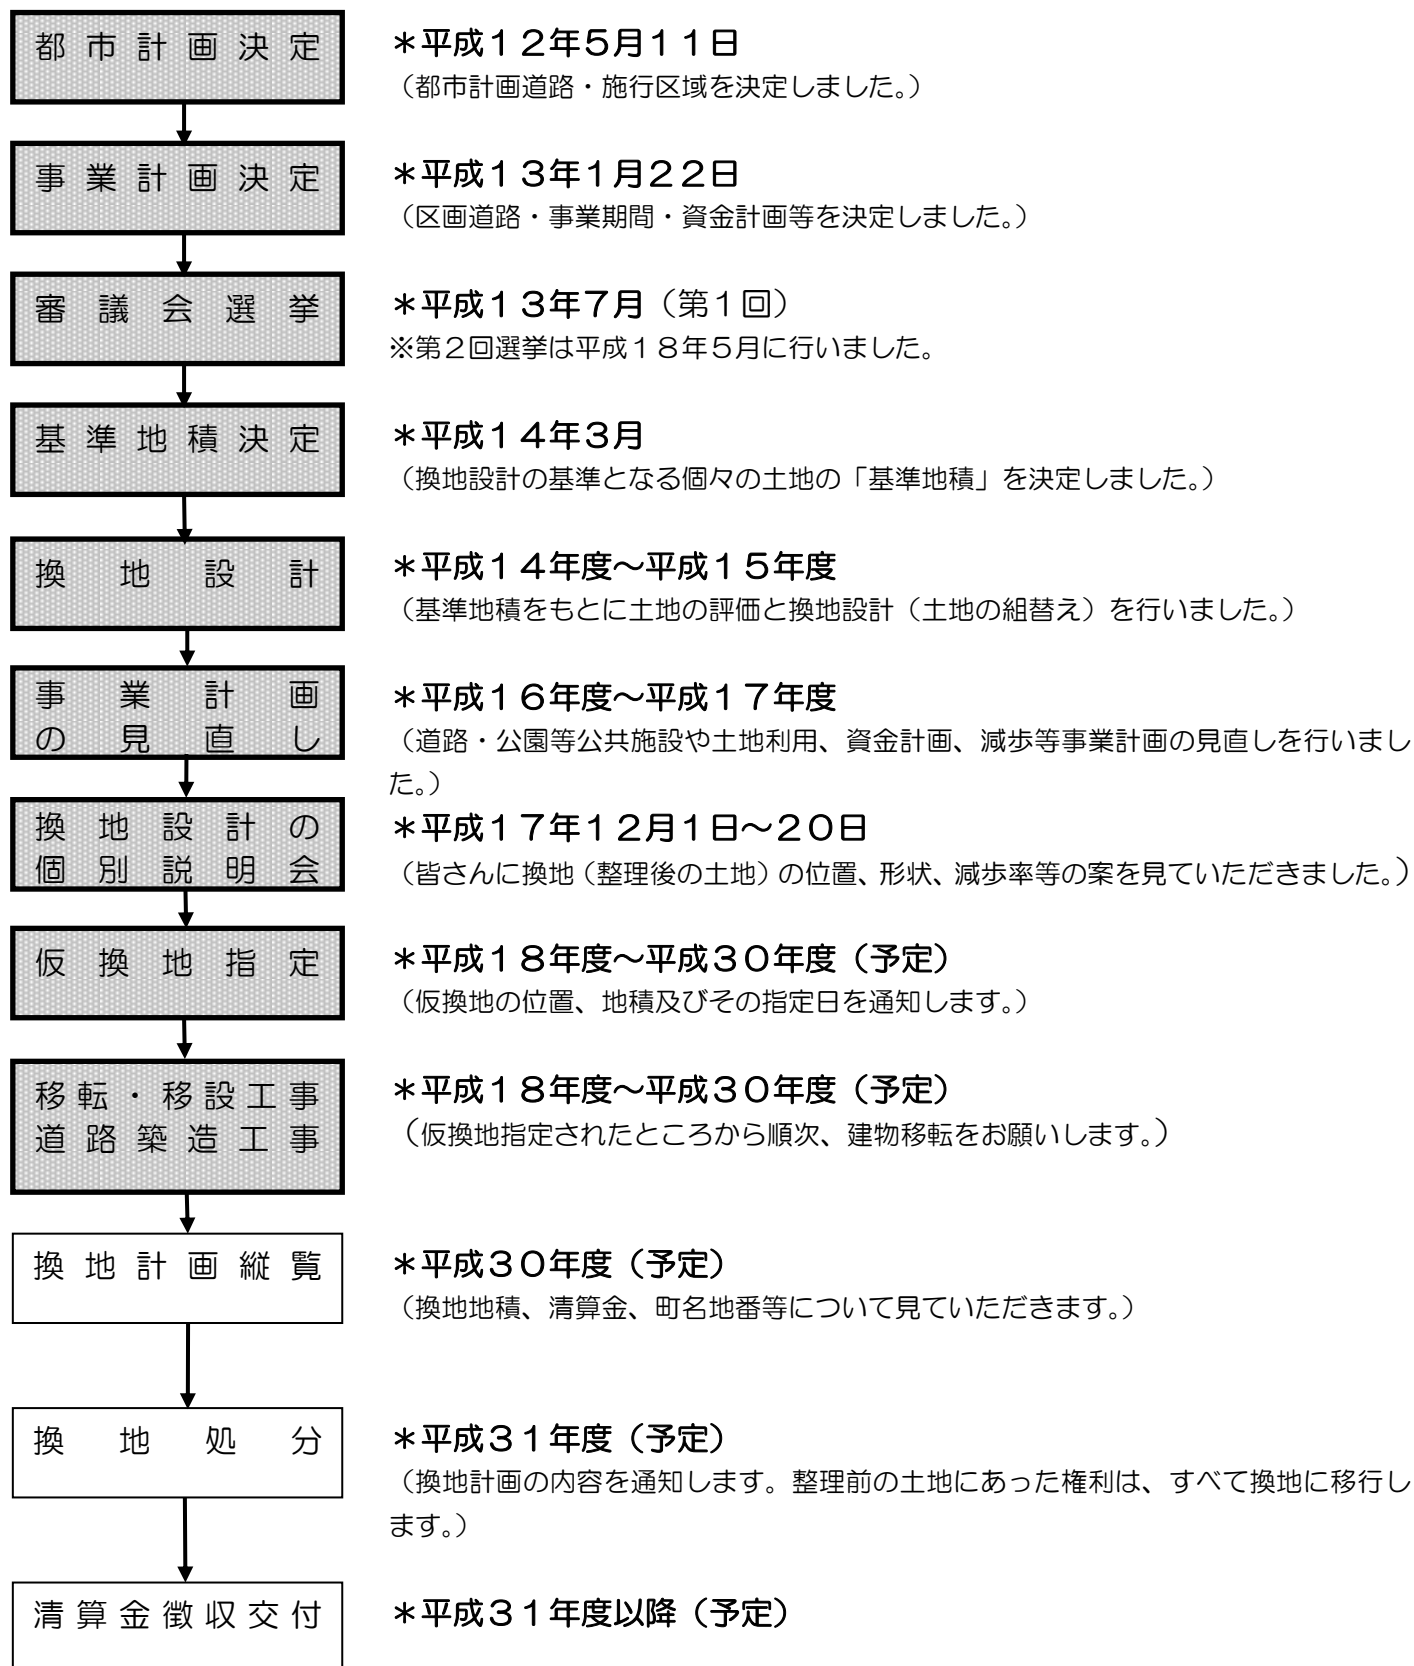 都市計画決定
＊平成１２年５月１１日
（都市計画道路・施行区域を決定しました。）
事業計画決定
＊平成１３年１月２２日
（区画道路・事業期間・資金計画等を決定しました。）
審議会選挙
＊平成１３年７月（第１回）
※第２回選挙は平成１８年５月に行いました。
基準地積決定
＊平成１４年３月
（換地設計の基準となる個々の土地の「基準地積」を決定しました。）
換地設計
＊平成１４年度～平成１５年度
（基準地積をもとに土地の評価と換地設計（土地の組替え）を行いました。）
事業計画
の見直し
＊平成１６年度～平成１７年度
（道路・公園等公共施設や土地利用、資金計画、減歩等事業計画の見直しを行いまし
た。）
換地設計の
個別説明会
＊平成１７年１２月１日～２０日
（皆さんに換地（整理後の土地）の位置、形状、減歩率等の案を見ていただきました。）
仮換地指定
＊平成１８年度～平成３０年度（予定）
（仮換地の位置、地積及びその指定日を通知します。）
移転・移設工事
道路築造工事
＊平成１８年度～平成３０年度（予定）
（仮換地指定されたところから順次、建物移転をお願いします。）
換地計画縦覧
＊平成３０年度（予定）
（換地地積、清算金、町名地番等について見ていただきます。）
換地処分
＊平成３１年度（予定）
（換地計画の内容を通知します。整理前の土地にあった権利は、すべて換地に移行し
ます。）
清算金徴収交付
＊平成３１年度以降（予定）